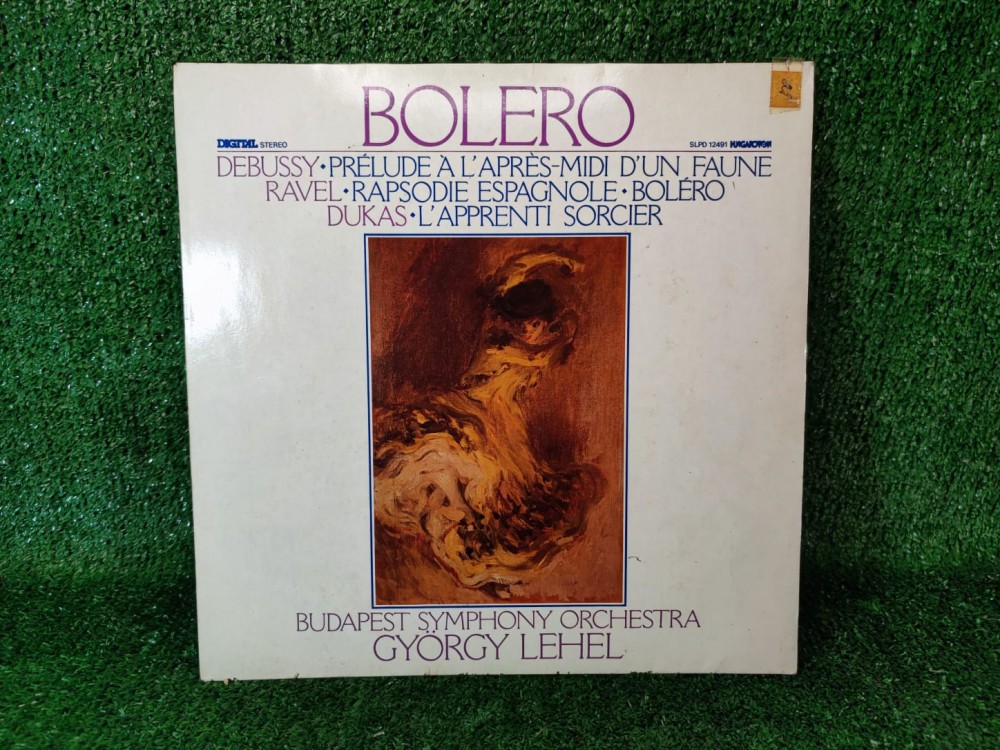 BOLERO
DIGITAL STEREO
SLPD 12491 HUNGAROTON
DEBUSSY · PRÉLUDE À L'APRÈS-MIDI D'UN FAUNE
RAVEL · RAPSODIE ESPAGNOLE · BOLÉRO
DUKAS · L'APPRENTI SORCIER
BUDAPEST SYMPHONY ORCHESTRA
GYÖRGY LEHEL